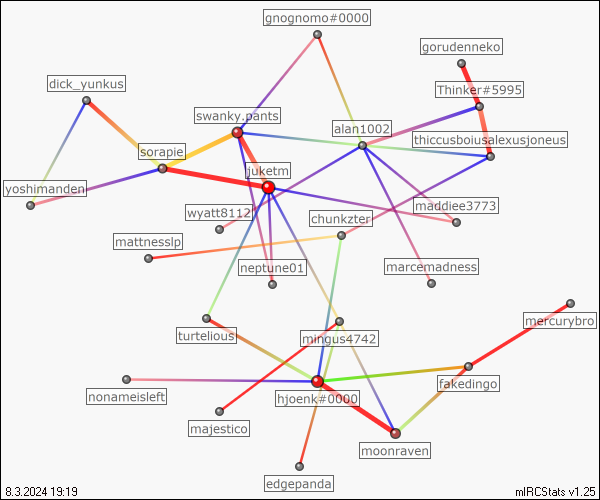 gnognomo#0000
gorudenneko
dick_yunkus
Thinker#5995
swanky.pants
alan1002
thiccusboiusalexusjoneus
sorapie
juketm
yoshimanden
wyatt8112
maddiee3773
chunkzter
mattnesslp
neptune01
marcemadness
mercurybro
turtelious
mingus4742
fakedingo
nonameisleft
hjoenk#0000
majestico
moonraven
edgepanda
8.3.2024 19:19
mIRCStats v1.25